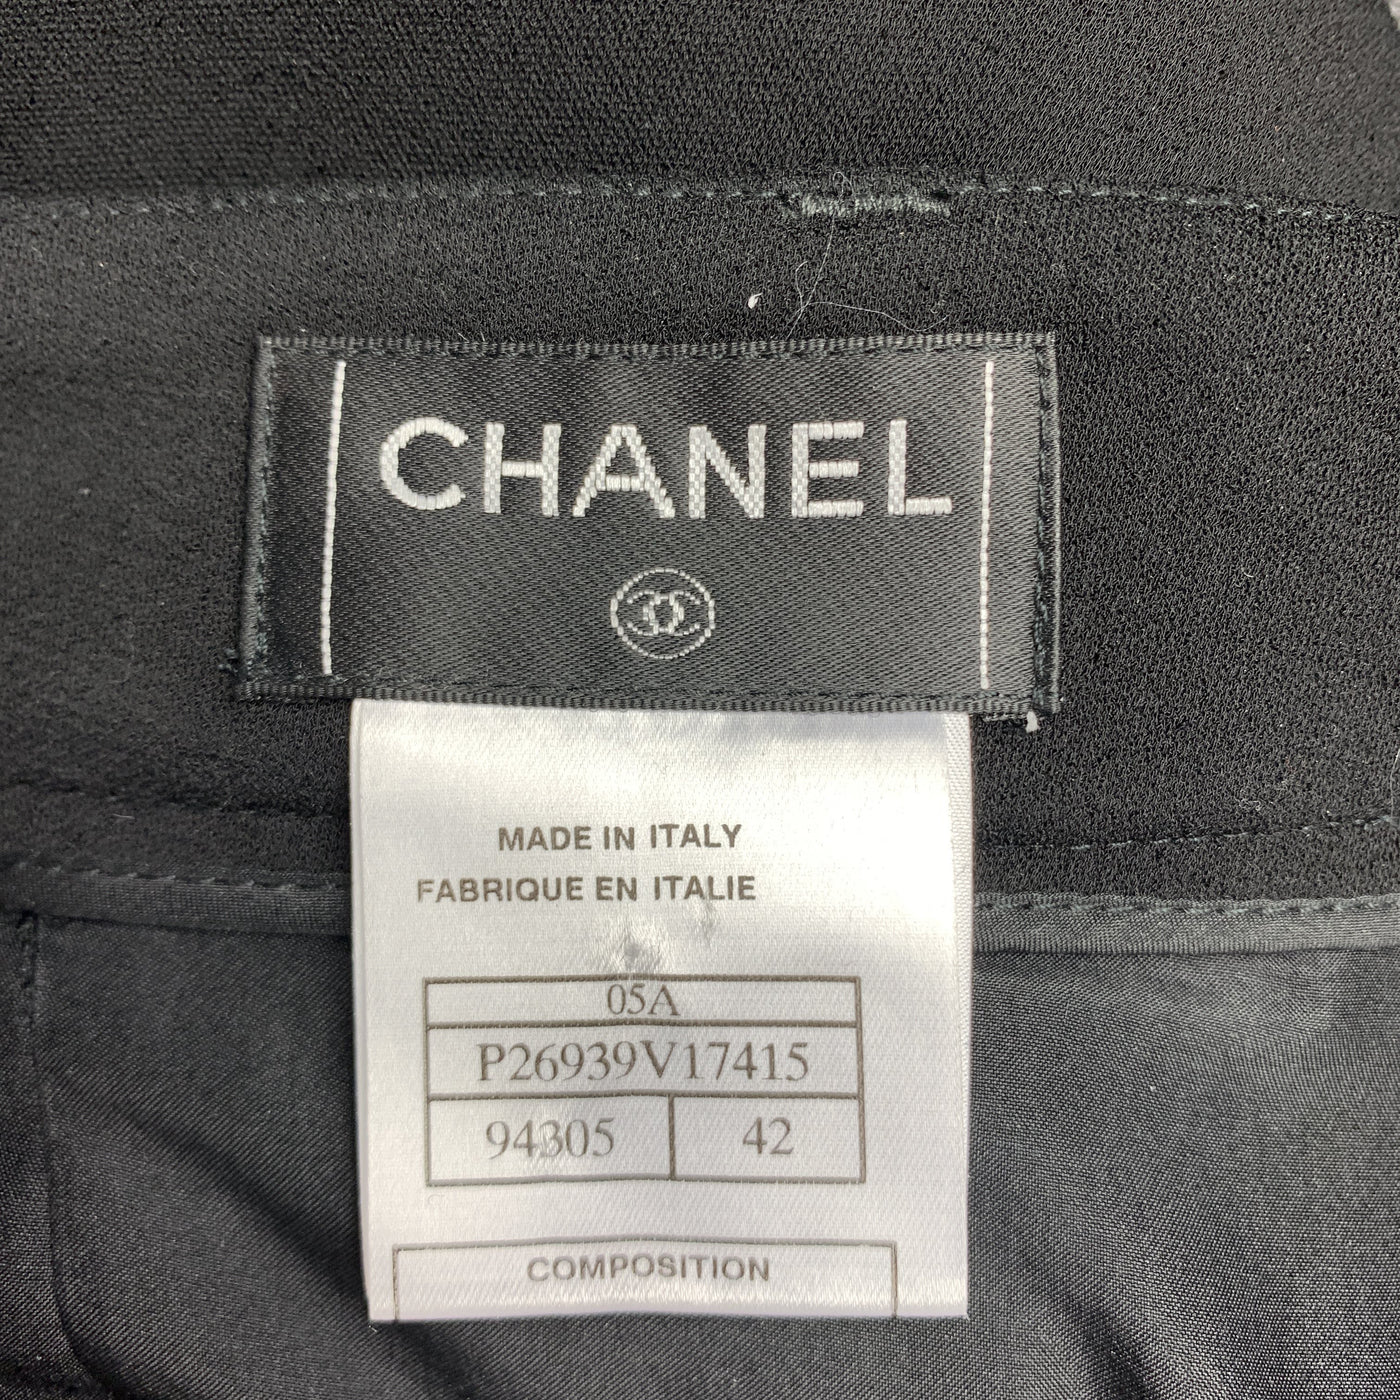 CHANEL
MADE IN ITALY
FABRIQUE EN ITALIE
05A
P26939V17415
94305 42
COMPOSITION